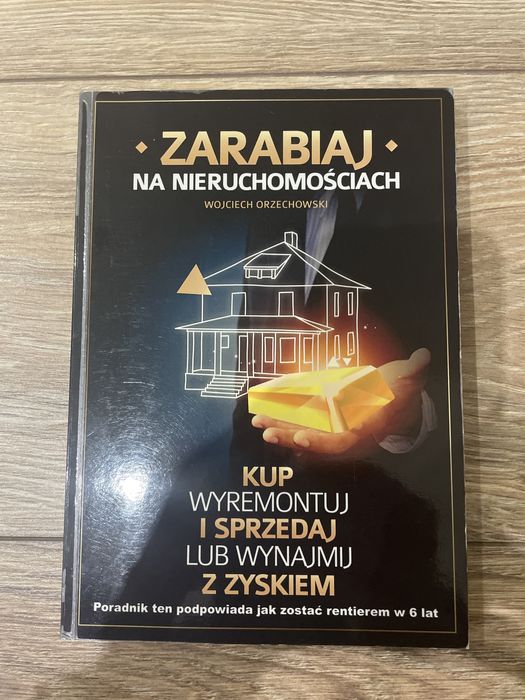 ZARABIAJ
NA NIERUCHOMOŚCIACH
WOJCIECH ORZECHOWSKI
KUP
WYREMONTUJ
I SPRZEDAJ
LUB WYNAJMIJ
Z ZYSKIEM
Poradnik ten podpowiada jak zostać rentierem w 6 lat